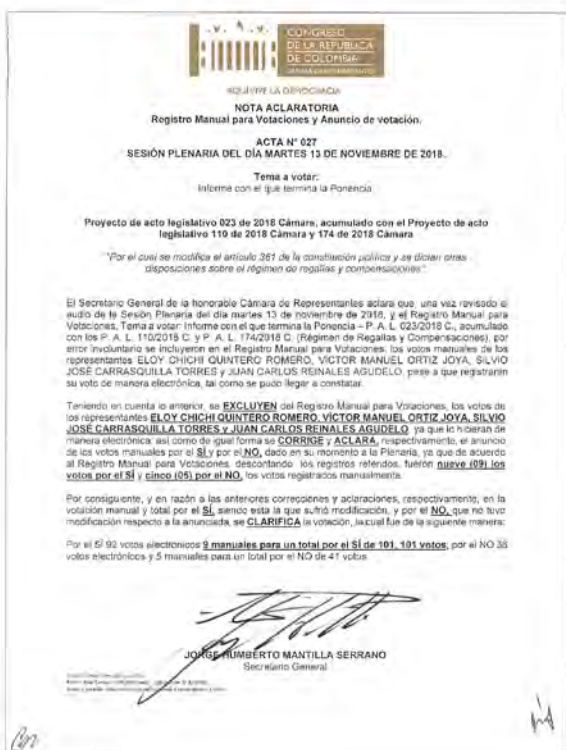 CONGRESO
DE LA REPÚBLICA
DE COLOMBIA
AQUÍ VIVE LA DEMOCRACIA
NOTA ACLARATORIA
Registro Manual para Votaciones y Anuncio de votación.
ACTA N° 027
SESIÓN PLENARIA DEL DÍA MARTES 13 DE NOVIEMBRE DE 2018.
Tema a votar:
Informe con el que termina la Ponencia
Proyecto de acto legislativo 023 de 2018 Cámara, acumulado con el Proyecto de acto
legislativo 110 de 2018 Cámara y 174 de 2018 Cámara
"Por el cual se modifica el artículo 361 de la constitución política y se dictan otras
disposiciones sobre el régimen de regalías y compensaciones".
El Secretario General de la honorable Cámara de Representantes aclara que, una vez revisado el
audio de la Sesión Plenaria del día martes 13 de noviembre de 2018, y el Registro Manual para
Votaciones, Tema a votar: Informe con el que termina la Ponencia – P. A. L. 023/2018 C., acumulado
con los P. A. L. 110/2018 C. y P. A. L. 174/2018 C. (Régimen de Regalías y Compensaciones), por
error involuntario se incluyeron en el Registro Manual para Votaciones, los votos manuales de los
representantes ELOY CHICHI QUINTERO ROMERO, VÍCTOR MANUEL ORTIZ JOYA, SILVIO
JOSÉ CARRASQUILLA TORRES y JUAN CARLOS REINALES AGUDELO, pese a que registrarán
su voto de manera electrónica, tal como se pudo llegar a constatar.
Teniendo en cuenta lo anterior, se EXCLUYEN del Registro Manual para Votaciones, los votos de
los representantes ELOY CHICHI QUINTERO ROMERO, VÍCTOR MANUEL ORTIZ JOYA, SILVIO
JOSÉ CARRASQUILLA TORRES y JUAN CARLOS REINALES AGUDELO, ya que lo hicieran de
manera electrónica, así como de igual forma se CORRIGE y ACLARA, respectivamente, el anuncio
de los votos manuales por el SÍ y por el NO, dado en su momento a la Plenaria, ya que de acuerdo
al Registro Manual para Votaciones, descontando los registros referidos, fueron nueve (09) los
votos por el SÍ y cinco (05) por el NO, los votos registrados manualmente.
Por consiguiente, y en razón a las anteriores correcciones y aclaraciones, respectivamente, en la
votación manual y total por el SÍ, siendo esta la que sufrió modificación, y por el NO, que no tuvo
modificación respecto a la anunciada, se CLARIFICA la votación, la cual fue de la siguiente manera:
Por el SÍ 92 votos electrónicos 9 manuales para un total por el SÍ de 101, 101 votos, por el NO 36
votos electrónicos y 5 manuales para un total por el NO de 41 votos
JORGE HUMBERTO MANTILLA SERRANO
Secretario General